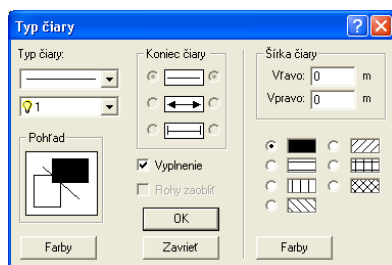 Typ čiary
Typ čiary:
1
Pohľad
Farby
Koniec čiary
Vyplnenie
Rohy zaobliť
OK
Zavrieť
Šírka čiary
Vľavo: 0 m
Vpravo: 0 m
Farby